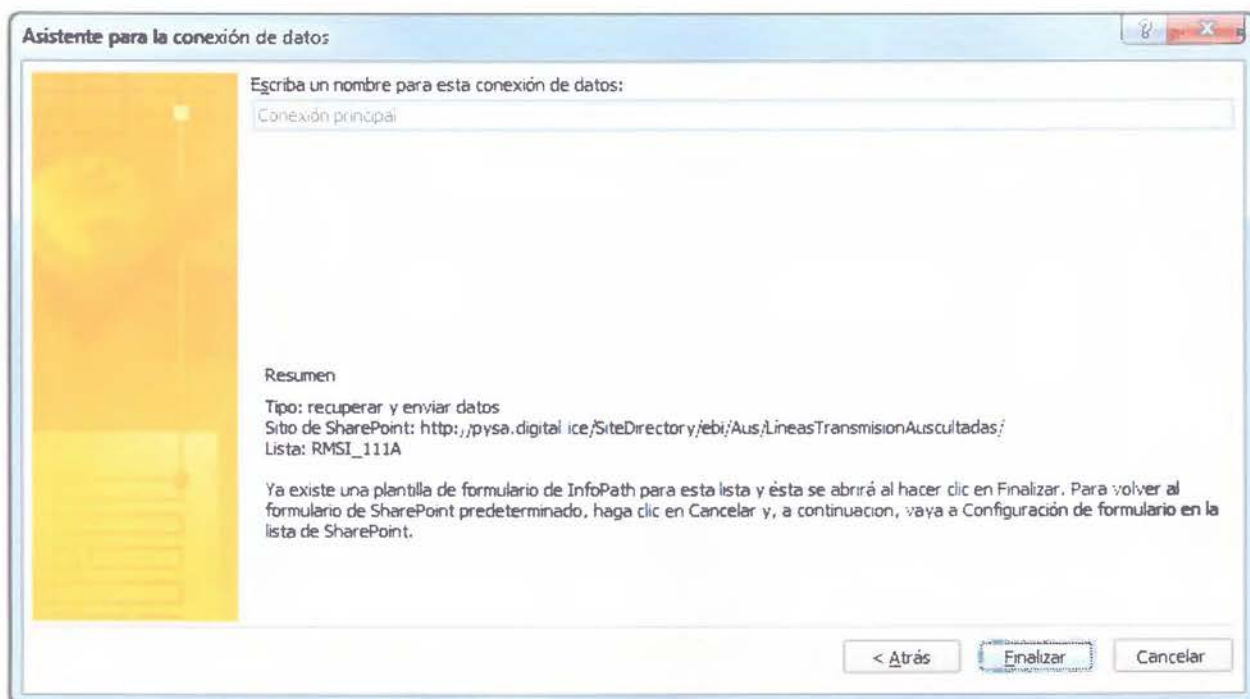 Asistente para la conexión de datos
Escriba un nombre para esta conexión de datos:
Conexión principal
Resumen
Tipo: recuperar y enviar datos
Sitio de SharePoint: http://pysa.digital ice/SiteDirectory/ebi/Aus/LineasTransmisionAuscultadas/
Lista: RMSI_111A
Ya existe una plantilla de formulario de InfoPath para esta lista y ésta se abrirá al hacer clic en Finalizar. Para volver al
formulario de SharePoint predeterminado, haga clic en Cancelar y, a continuacion, vaya a Configuración de formulario en la
lista de SharePoint.
< Atrás
Finalizar
Cancelar